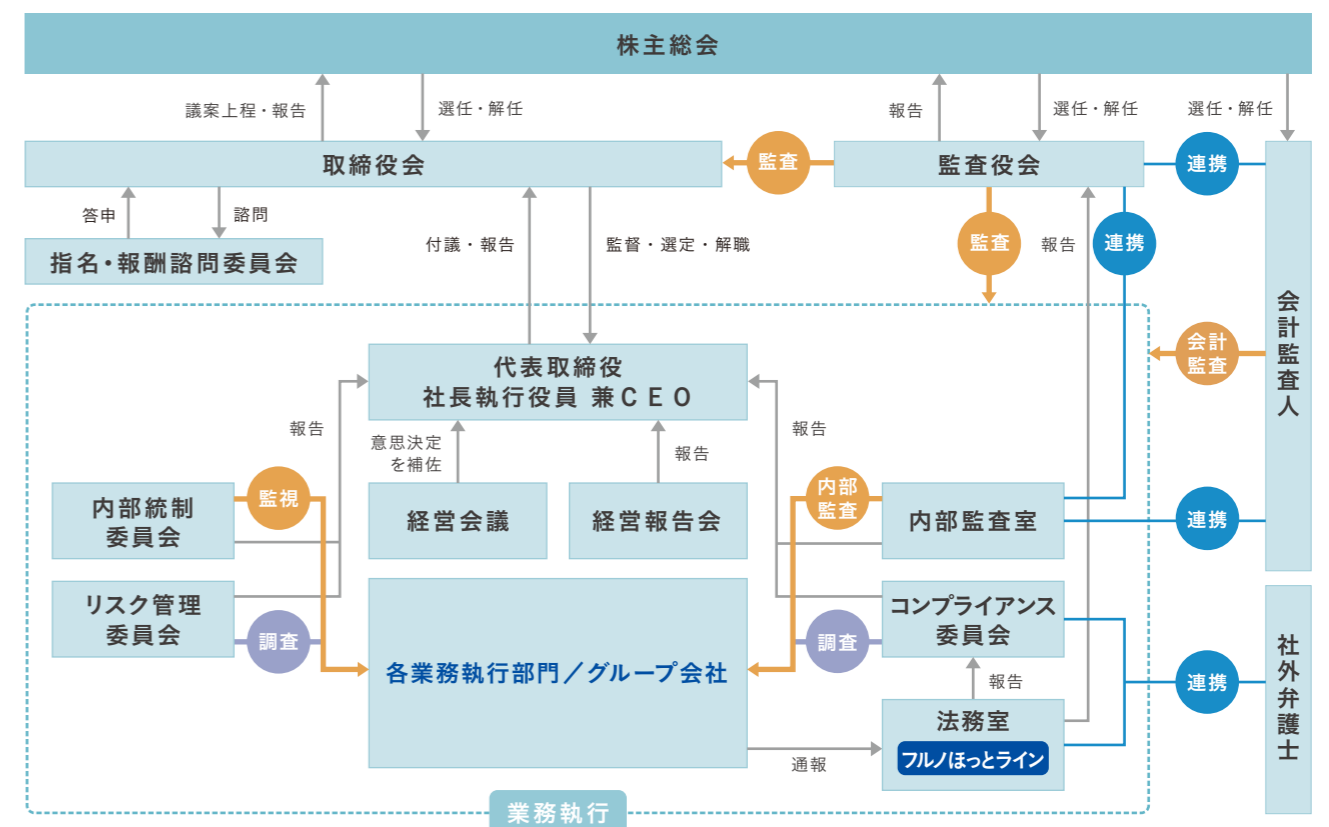 株主総会
議案上程・報告
選任・解任
報告
選任・解任
選任・解任
取締役会
監査
監査役会
連携
答申
諮問
付議・報告
監督・選定・解職
監査
報告
連携
指名・報酬諮問委員会
会計監査人
会計
監査
代表取締役
社長執行役員 兼CEO
報告
意思決定
を補佐
報告
報告
内部統制
委員会
監視
経営会議
経営報告会
内部
監査
内部監査室
連携
リスク管理
委員会
調査
各業務執行部門／グループ会社
調査
コンプライアンス
委員会
報告
連携
社外弁護士
法務室
フルノほっとライン
通報
業務執行